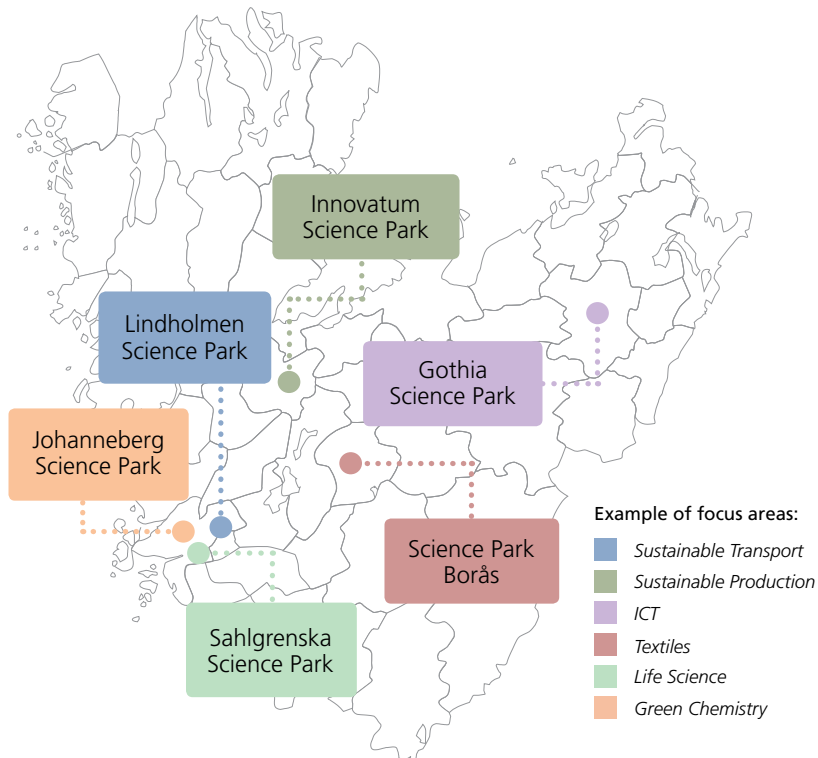 Innovatum
Science Park
Lindholmen
Science Park
Gothia
Science Park
Johanneberg
Science Park
Science Park
Borås
Sahlgrenska
Science Park
Example of focus areas:
Sustainable Transport
Sustainable Production
ICT
Textiles
Life Science
Green Chemistry